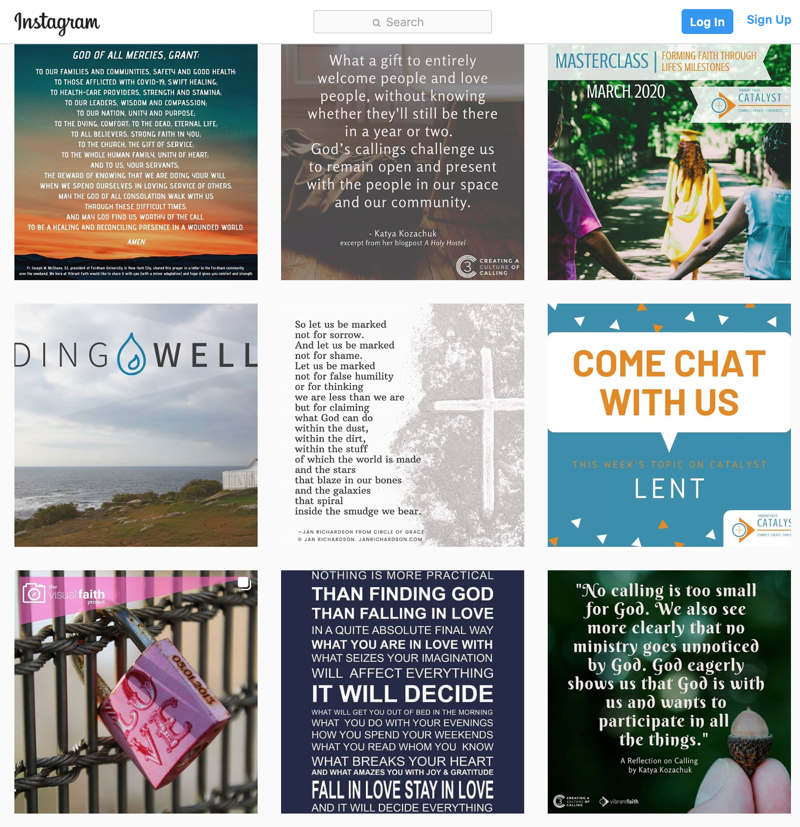 Instagram
Search
Log In
Sign Up
GOD OF ALL MERCIES, GRANT:
TO OUR FAMILIES AND COMMUNITIES, SAFETY AND GOOD HEALTH;
TO THOSE AFFLICTED WITH COVID-19, SWIFT HEALING;
TO HEALTH-CARE PROVIDERS, STRENGTH AND STAMINA;
TO OUR LEADERS, WISDOM AND COMPASSION;
TO OUR NATION, UNITY AND PURPOSE;
TO THE DYING, COMFORT; TO THE DEAD, ETERNAL LIFE;
TO ALL BELIEVERS, STRONG FAITH IN YOU;
TO THE CHURCH, THE GIFT OF SERVICE;
TO THE WHOLE HUMAN FAMILY, UNITY OF HEART;
AND TO US, YOUR SERVANTS,
THE REWARD OF KNOWING THAT WE ARE DOING YOUR WILL
WHEN WE SPEND OURSELVES IN LOVING SERVICE OF OTHERS.
MAY THE GOD OF ALL CONSOLATION WALK WITH US
THROUGH THESE DIFFICULT TIMES.
AND MAY GOD FIND US WORTHY OF THE CALL
TO BE A HEALING AND RECONCILING PRESENCE IN A WOUNDED WORLD.
AMEN.
Fr. Joseph M. McShane, SJ, president of Fordham University in New York City, shared this prayer in a letter to the Fordham community
over the weekend. We here at Vibrant Faith would like to share it with you (with a minor adaptation) and hope it gives you comfort and strength.
What a gift to entirely
welcome people and love
people, without knowing
whether they'll still be there
in a year or two.
God's callings challenge us
to remain open and present
with the people in our space
and our community.
- Katya Kozachuk
excerpt from her blogpost A Holy Hostel
CREATING A
CULTURE OF
CALLING
MASTERCLASS | FORMING FAITH THROUGH
LIFE'S MILESTONES
MARCH 2020
VIBRANT FAITH
CATALYST
DING WELL
So let us be marked
not for sorrow.
And let us be marked
not for shame.
Let us be marked
not for false humility
or for thinking
we are less than we are
but for claiming
what God can do
within the dust,
within the dirt,
within the stuff
of which the world is made
and the stars
that blaze in our bones
and the galaxies
that spiral
inside the smudge we bear.
—JAN RICHARDSON FROM CIRCLE OF GRACE
© JAN RICHARDSON. JANRICHARDSON.COM
COME CHAT
WITH US
THIS WEEK'S TOPIC ON CATALYST
LENT
VIBRANT FAITH
CATALYS
the
visualfaith
project
03.01.2015
LO
VE
NOTHING IS MORE PRACTICAL
THAN FINDING GOD
THAN FALLING IN LOVE
IN A QUITE ABSOLUTE FINAL WAY
WHAT YOU ARE IN LOVE WITH
WHAT SEIZES YOUR IMAGINATION
WILL AFFECT EVERYTHING
IT WILL DECIDE
WHAT WILL GET YOU OUT OF BED IN THE MORNING
WHAT YOU DO WITH YOUR EVENINGS
HOW YOU SPEND YOUR WEEKENDS
WHAT YOU READ WHOM YOU KNOW
WHAT BREAKS YOUR HEART
AND WHAT AMAZES YOU WITH JOY & GRATITUDE
FALL IN LOVE STAY IN LOVE
AND IT WILL DECIDE EVERYTHING
"No calling is too small
for God. We also see
more clearly that no
ministry goes unnoticed
by God. God eagerly
shows us that God is with
us and wants to
participate in all
the things."
A Reflection on Calling
by Katya Kozachuk
CREATING A
CULTURE OF
CALLING
vibrantfaith